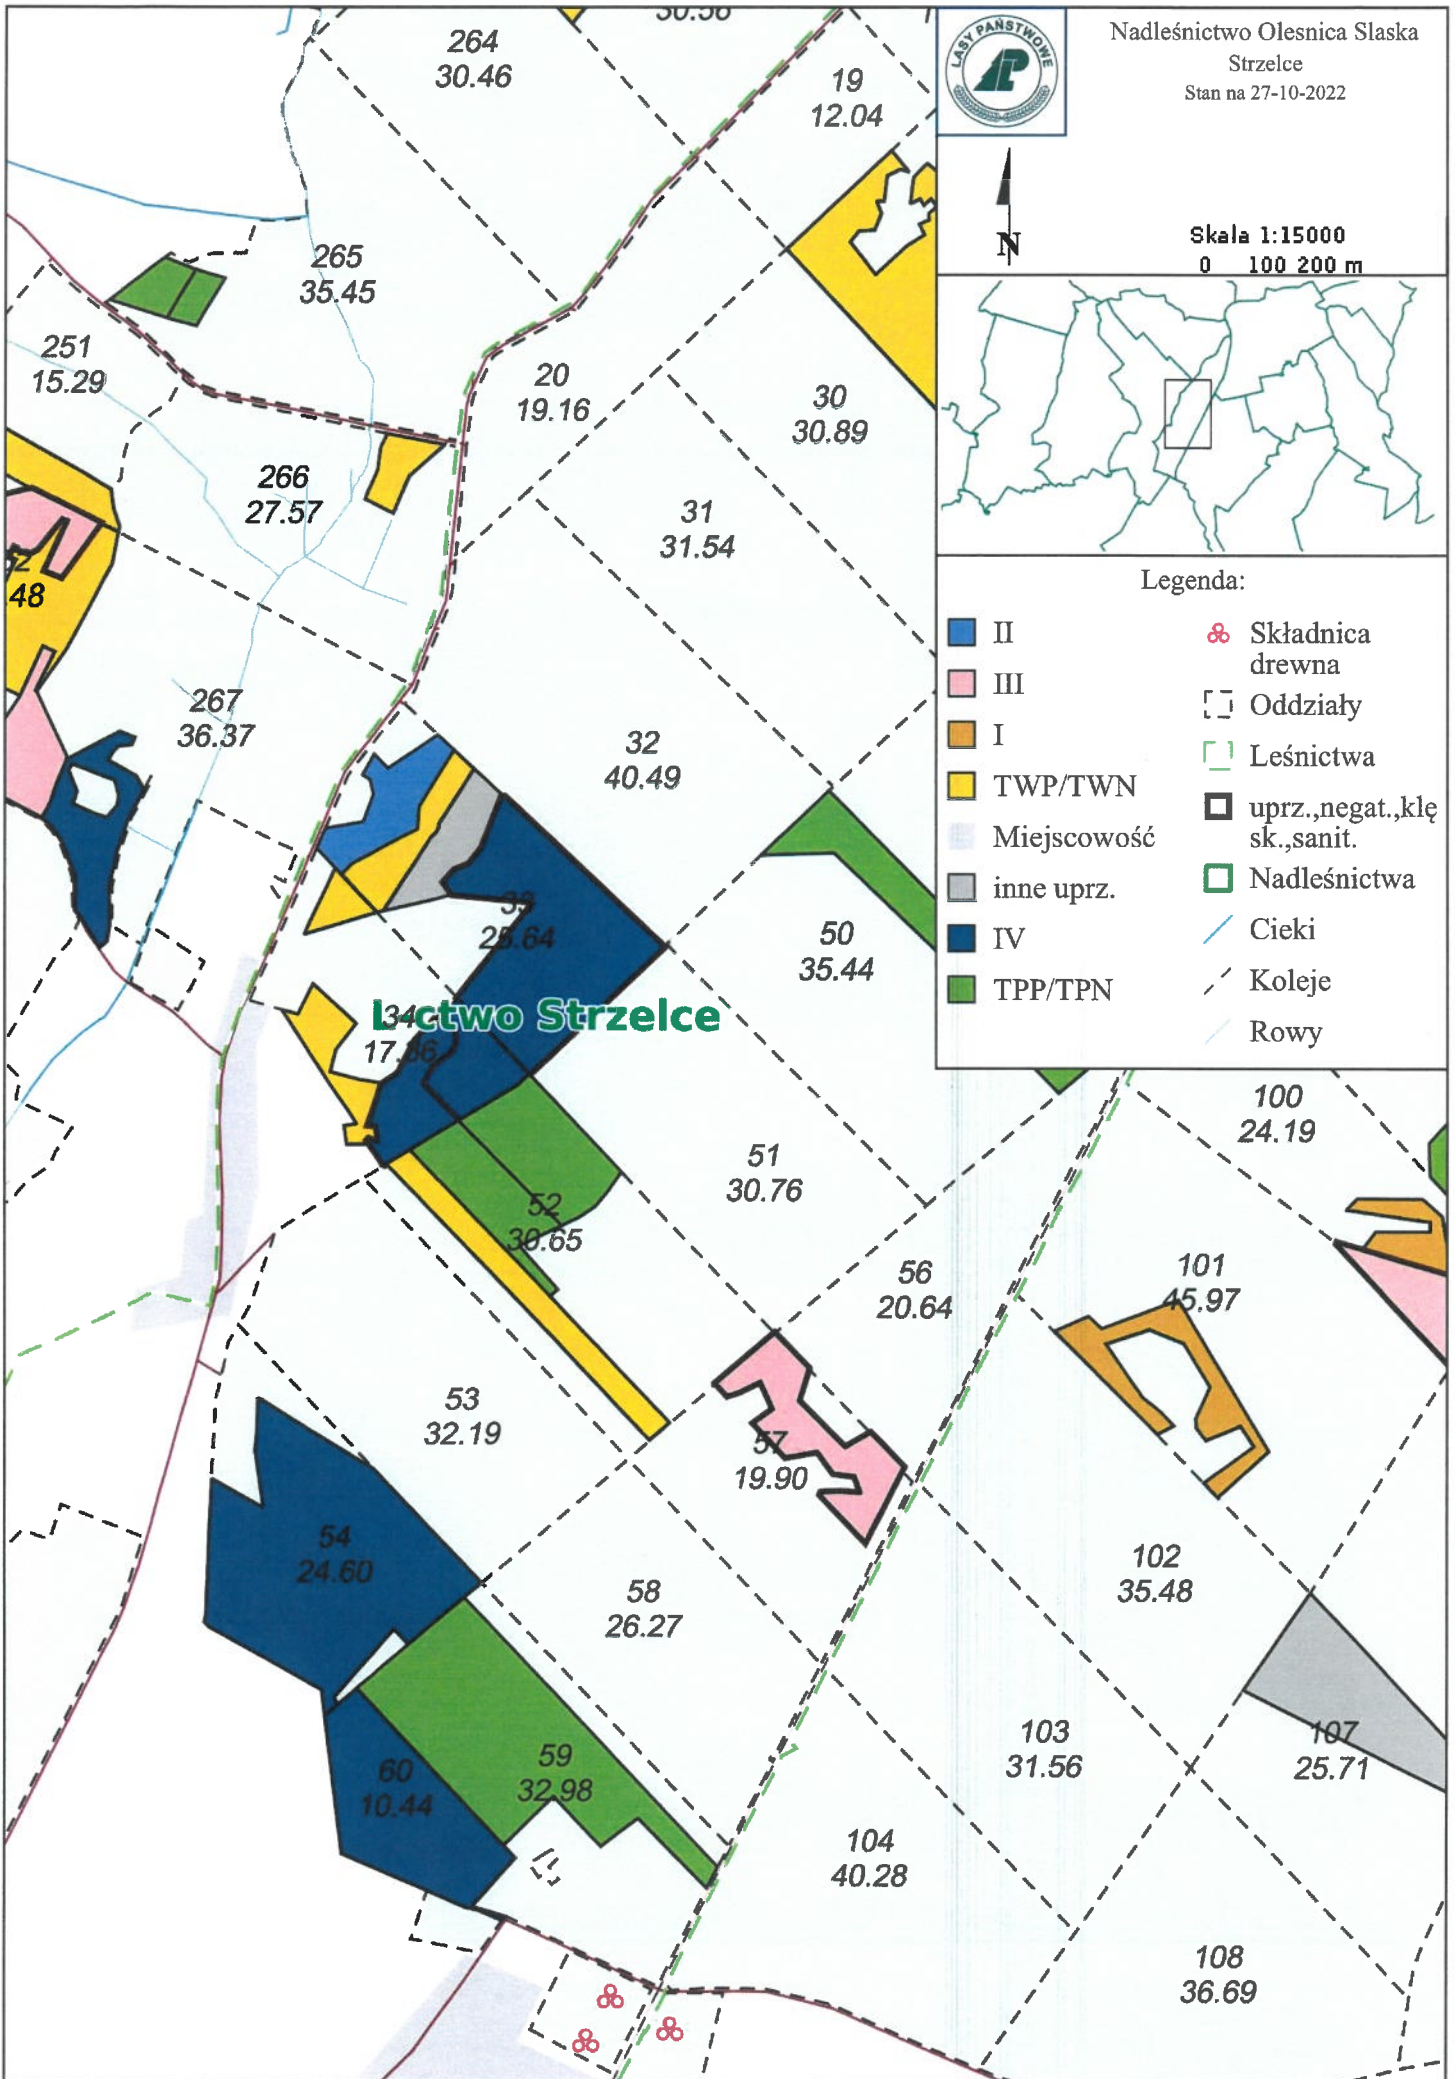 Nadleśnictwo Olesnica Slaska
Strzelce
Stan na 27-10-2022
LASY PAŃSTWOWE
N
Skala 1:15000
0 100 200 m
Legenda:
II
III
I
TWP/TWN
Miejscowość
inne uprz.
IV
TPP/TPN
Składnica
drewna
Oddziały
Leśnictwa
uprz.,negat.,klę
sk.,sanit.
Nadleśnictwa
Cieki
Koleje
Rowy
30.56
264
30.46
19
12.04
265
35.45
251
15.29
20
19.16
30
30.89
266
27.57
31
31.54
48
267
36.37
32
40.49
33
25.64
50
35.44
34
Lctwo Strzelce
100
24.19
51
30.76
52
30.65
56
20.64
101
45.97
53
32.19
57
19.90
54
24.60
58
26.27
102
35.48
59
32.98
60
10.44
103
31.56
107
25.71
104
40.28
108
36.69